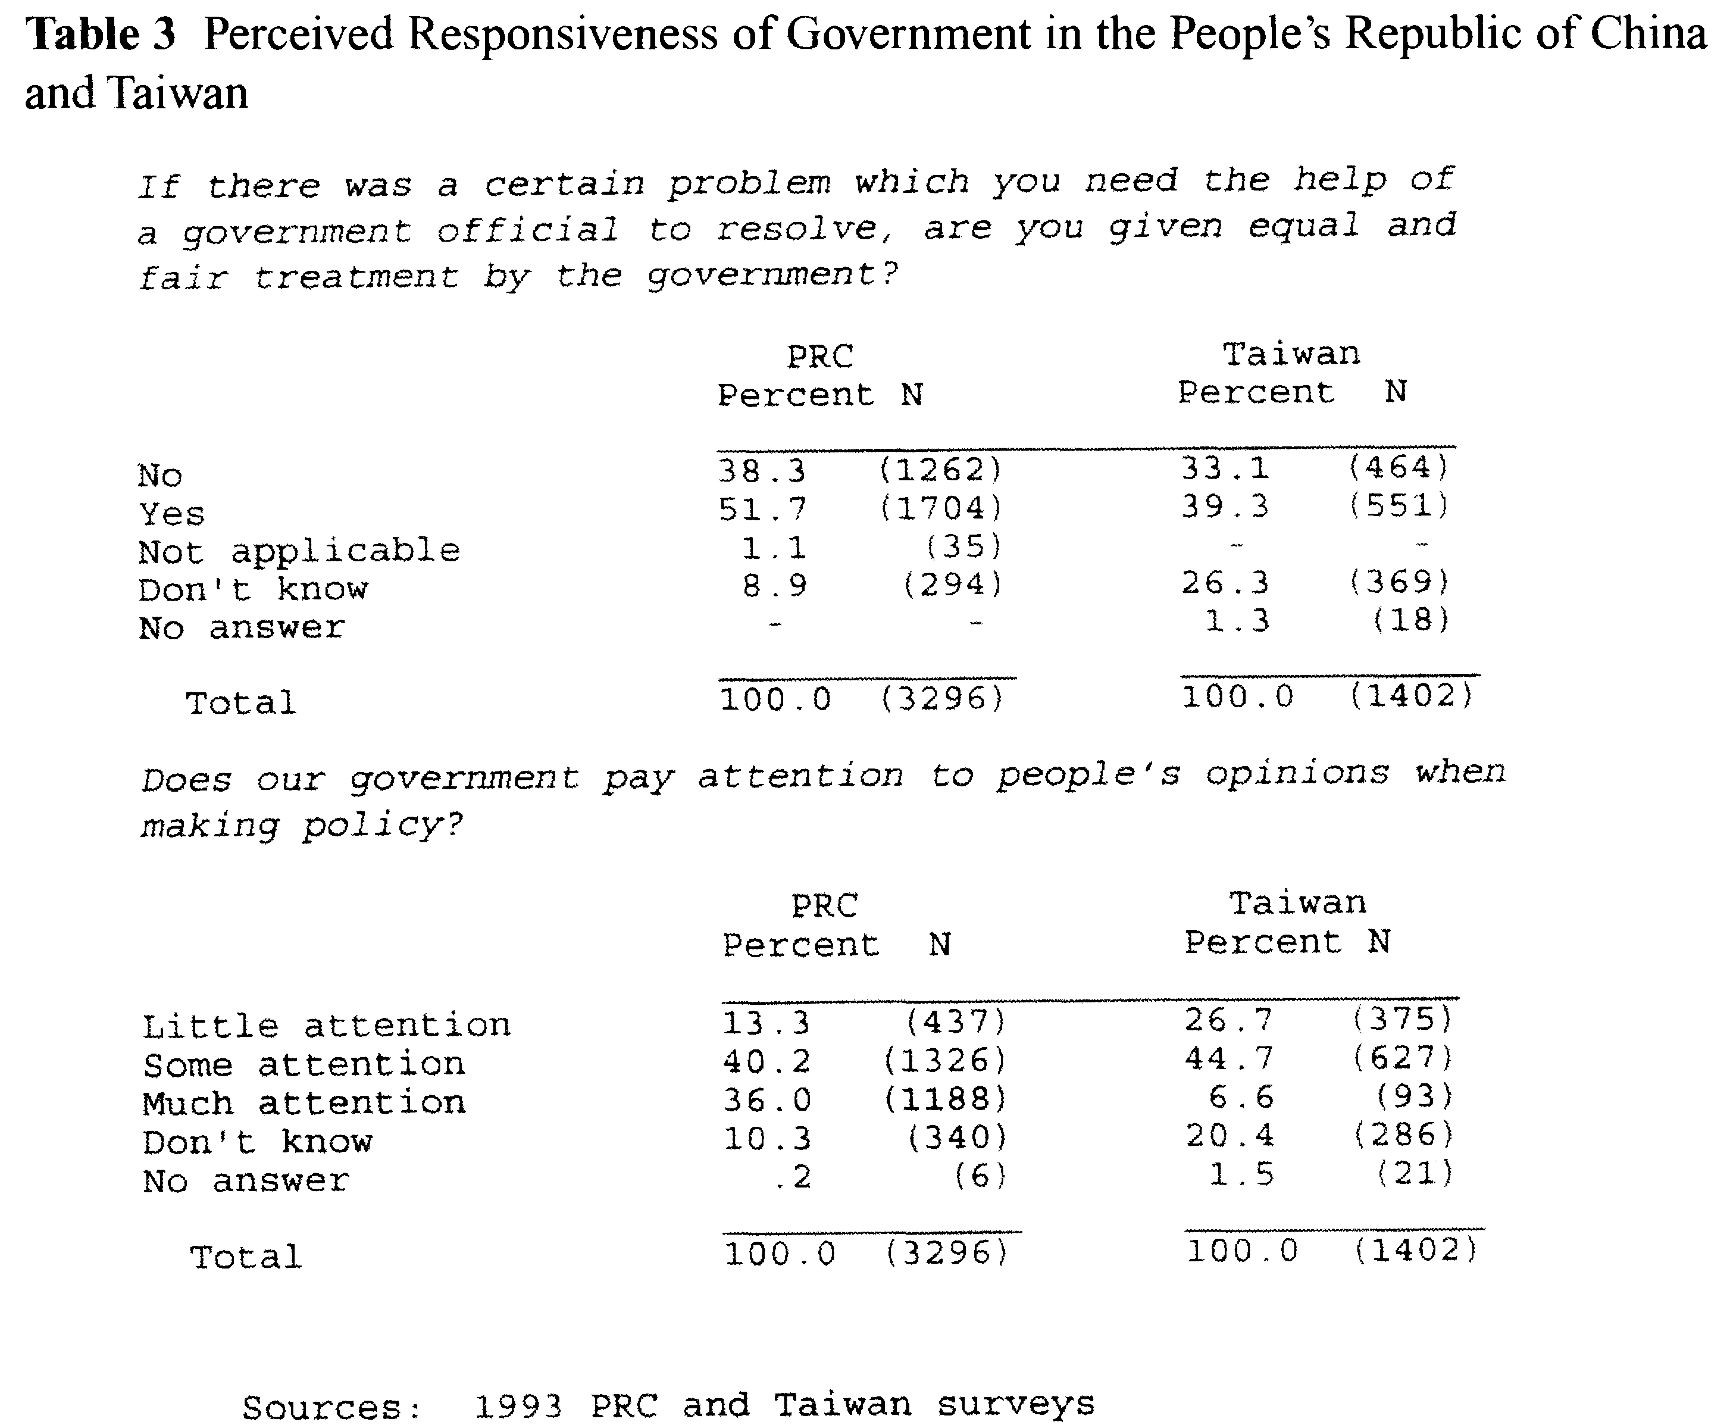 Table 3 Perceived Responsiveness of Government in the People's Republic of China
and Taiwan
If there was a certain problem which you need the help of
a government official to resolve, are you given equal and
fair treatment by the government?
PRC Taiwan
Percent N Percent N
No 38.3 (1262) 33.1 (464)
Yes 51.7 (1704) 39.3 (551)
Not applicable 1.1 (35) - -
Don't know 8.9 (294) 26.3 (369)
No answer - - 1.3 (18)
Total 100.0 (3296) 100.0 (1402)
Does our government pay attention to people's opinions when
making policy?
PRC Taiwan
Percent N Percent N
Little attention 13.3 (437) 26.7 (375)
Some attention 40.2 (1326) 44.7 (627)
Much attention 36.0 (1188) 6.6 (93)
Don't know 10.3 (340) 20.4 (286)
No answer .2 (6) 1.5 (21)
Total 100.0 (3296) 100.0 (1402)
Sources: 1993 PRC and Taiwan surveys